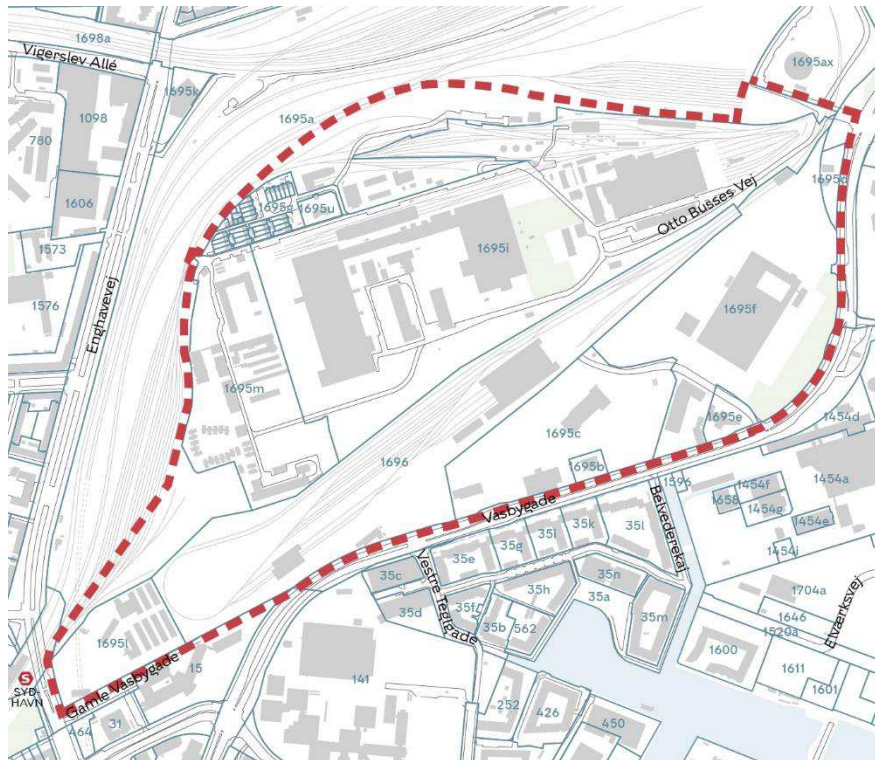 1698a
Vigerslev Allé
1695ax
1695k
1098
1695a
780
1606
1695d
1695g
1695u
Otto Busses Vej
1573
1695i
Enghavevej
1576
1695f
1695m
1695e
1454d
1695c
1696
1695b
1596
1454f
1454a
1658
Vasbygade
1454g
1454e
Belvederekaj
35k
35l
35i
35g
35e
1454i
Vestre Teglgade
35c
35n
1704a
35h
35a
35d
35f
35m
1646
35b
562
1529a
Elværksvej
1695l
1600
15
1611
S
SYD-
HAVN
Gamle Vasbygade
141
1601
252
426
450
31
464